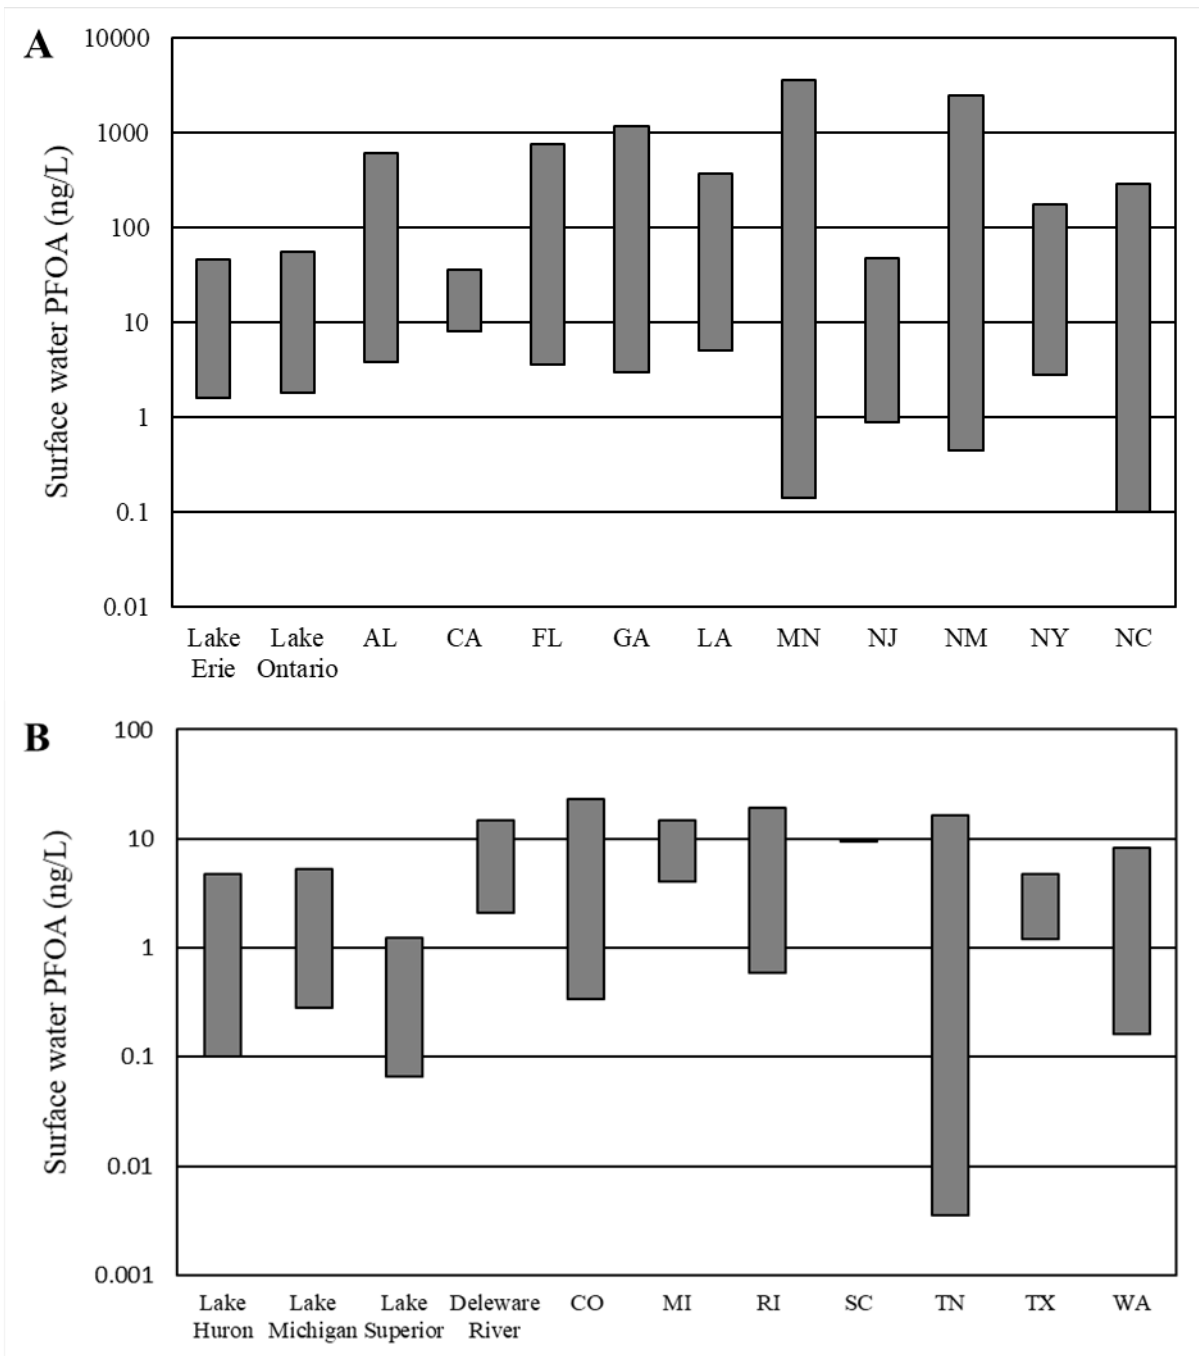 A
10000
1000
100
10
1
0.1
0.01
Surface water PFOA (ng/L)
Lake Erie
Lake Ontario
AL
CA
FL
GA
LA
MN
NJ
NM
NY
NC
B
100
10
1
0.1
0.01
0.001
Surface water PFOA (ng/L)
Lake Huron
Lake Michigan
Lake Superior
Deleware River
CO
MI
RI
SC
TN
TX
WA